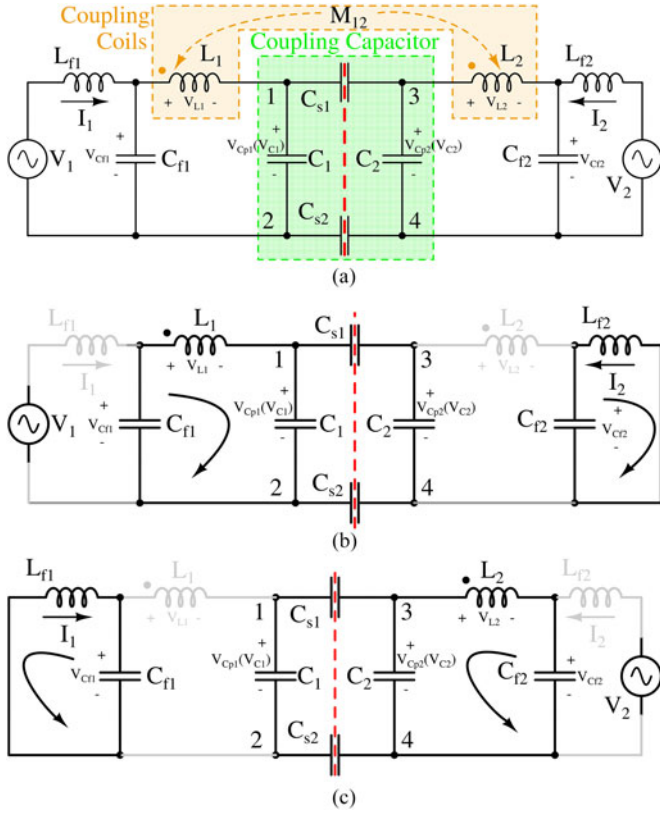 Coupling Coils
M12
Lf1
L1
Coupling Capacitor
L2
Lf2
I1
+ VL1 -
1
Cs1
3
+ VL2 -
I2
V1
+ VCf1 -
Cf1
+ VCp1(VC1) -
C1
C2
+ VCp2(VC2) -
Cf2
+ VCf2 -
V2
2
Cs2
4
(a)
Lf1
L1
Cs1
L2
Lf2
I1
+ VL1 -
1
3
+ VL2 -
I2
V1
+ VCf1 -
Cf1
+ VCp1(VC1) -
C1
C2
+ VCp2(VC2) -
Cf2
+ VCf2 -
2
Cs2
4
(b)
Lf1
L1
L2
Lf2
I1
+ VL1 -
1
Cs1
3
+ VL2 -
I2
+ VCf1 -
Cf1
+ VCp1(VC1) -
C1
C2
+ VCp2(VC2) -
Cf2
+ VCf2 -
V2
2
Cs2
4
(c)